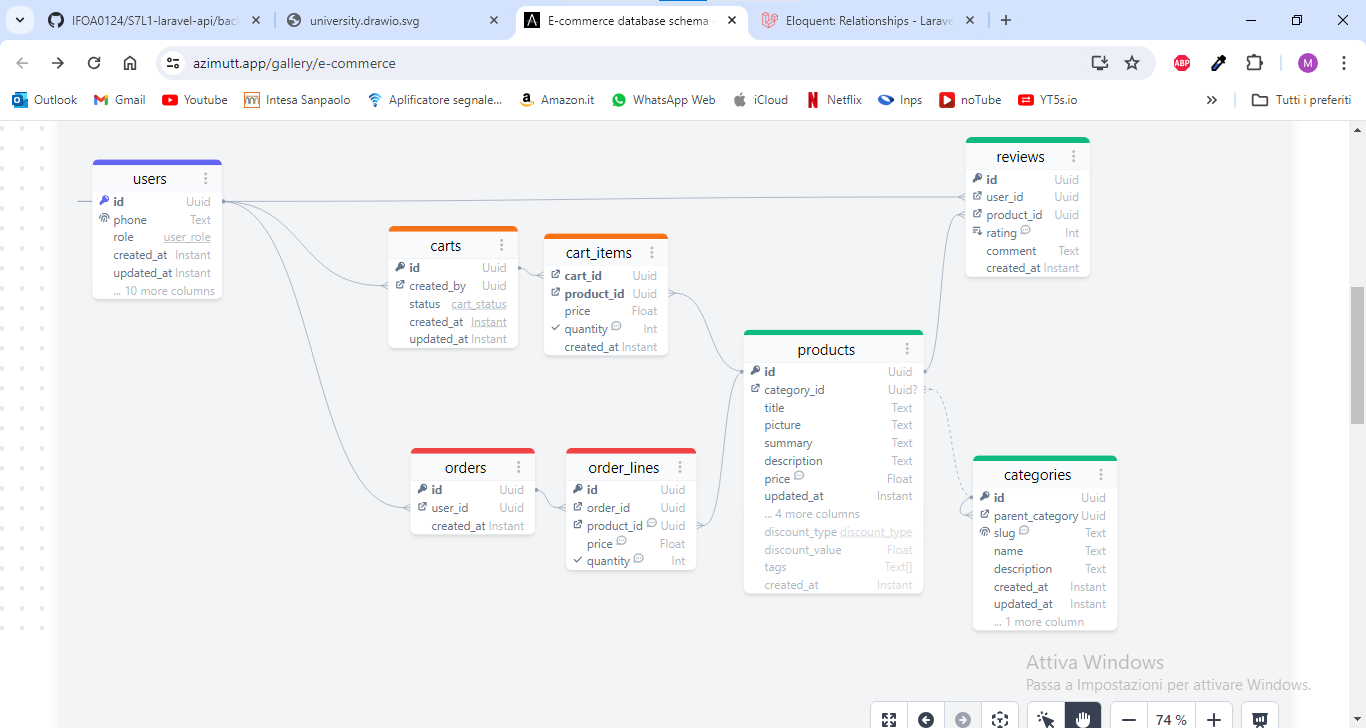 IFOA0124/S7L1-laravel-api/back
university.drawio.svg
E-commerce database schema
Eloquent: Relationships - Larave
azimutt.app/gallery/e-commerce
ABP
M
Outlook
Gmail
Youtube
Intesa Sanpaolo
Aplificatore segnale...
Amazon.it
WhatsApp Web
iCloud
Netflix
Inps
noTube
YT5s.io
Tutti i preferiti
users
id Uuid
phone Text
role user_role
created_at Instant
updated_at Instant
... 10 more columns
carts
id Uuid
created_by Uuid
status cart_status
created_at Instant
updated_at Instant
cart_items
cart_id Uuid
product_id Uuid
price Float
quantity Int
created_at Instant
reviews
id Uuid
user_id Uuid
product_id Uuid
rating Int
comment Text
created_at Instant
products
id Uuid
category_id Uuid?
title Text
picture Text
summary Text
description Text
price Float
updated_at Instant
... 4 more columns
discount_type discount_type
discount_value Float
tags Text[]
created_at Instant
orders
id Uuid
user_id Uuid
created_at Instant
order_lines
id Uuid
order_id Uuid
product_id Uuid
price Float
quantity Int
categories
id Uuid
parent_category Uuid
slug Text
name Text
description Text
created_at Instant
updated_at Instant
... 1 more column
Attiva Windows
Passa a Impostazioni per attivare Windows.
74 %